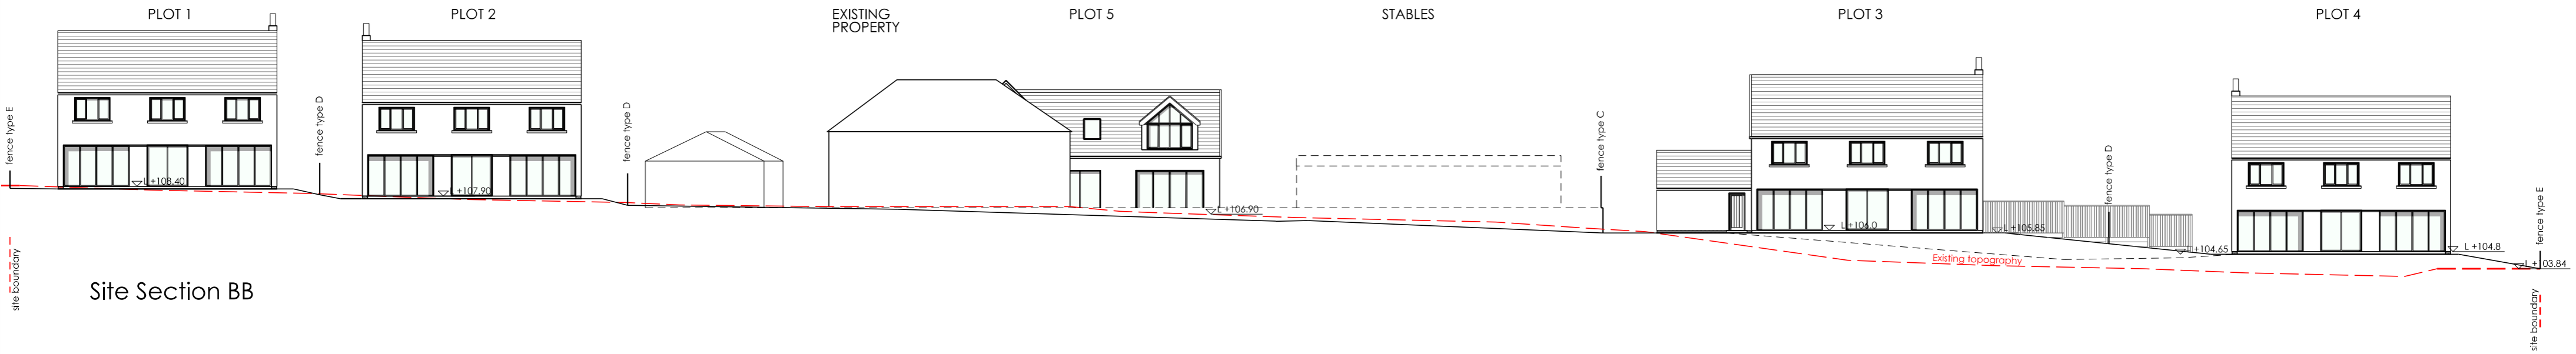 PLOT 1
PLOT 2
EXISTING
PROPERTY
PLOT 5
STABLES
PLOT 3
PLOT 4
fence type E
fence type D
fence type D
fence type C
fence type D
fence type E
L +108.40
L +107.90
L +106.90
L +106.0
L +105.85
L +104.65
L +104.8
L +103.84
Existing topography
site boundary
Site Section BB
site boundary